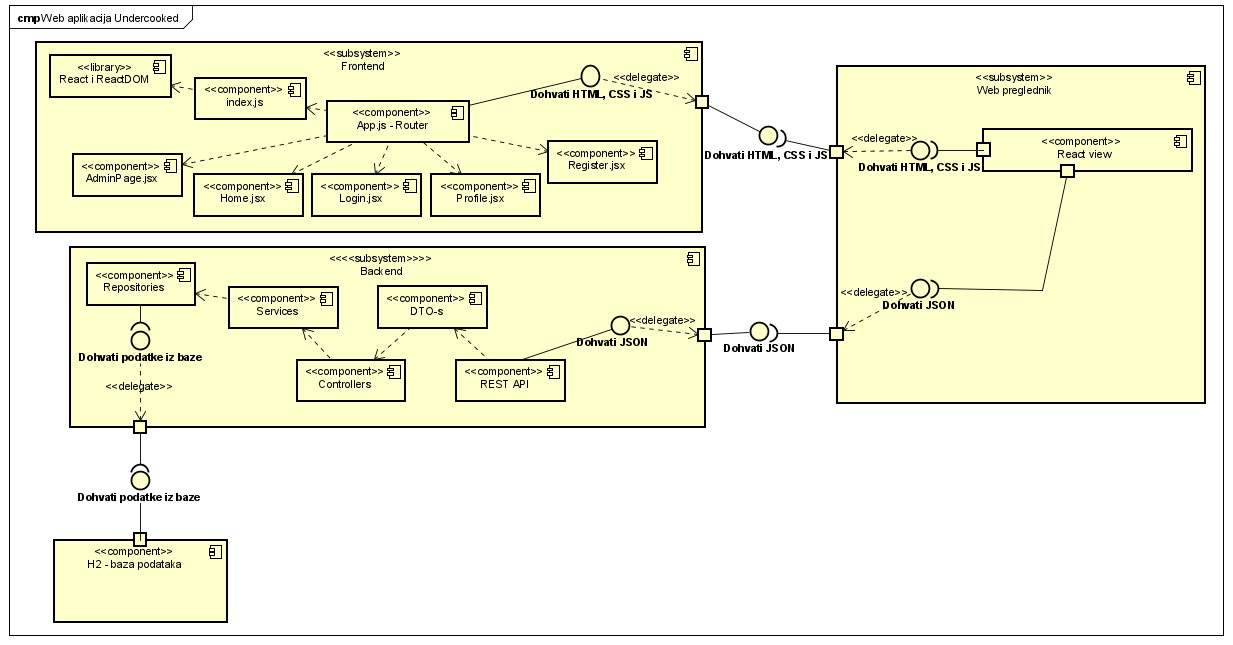 cmp Web aplikacija Undercooked
<<subsystem>>
Frontend
<<library>>
React i ReactDOM
<<component>>
index.js
<<component>>
App.js - Router
Dohvati HTML, CSS i JS
<<delegate>>
<<component>>
AdminPage.jsx
<<component>>
Home.jsx
<<component>>
Login.jsx
<<component>>
Profile.jsx
<<component>>
Register.jsx
Dohvati HTML, CSS i JS
<<subsystem>>
Web preglednik
<<delegate>>
Dohvati HTML, CSS i JS
<<component>>
React view
<<delegate>>
Dohvati JSON
<<<<subsystem>>>>
Backend
<<component>>
Repositories
<<component>>
Services
<<component>>
DTO-s
<<component>>
Controllers
<<component>>
REST API
Dohvati JSON
<<delegate>>
Dohvati JSON
Dohvati podatke iz baze
<<delegate>>
Dohvati podatke iz baze
<<component>>
H2 - baza podataka